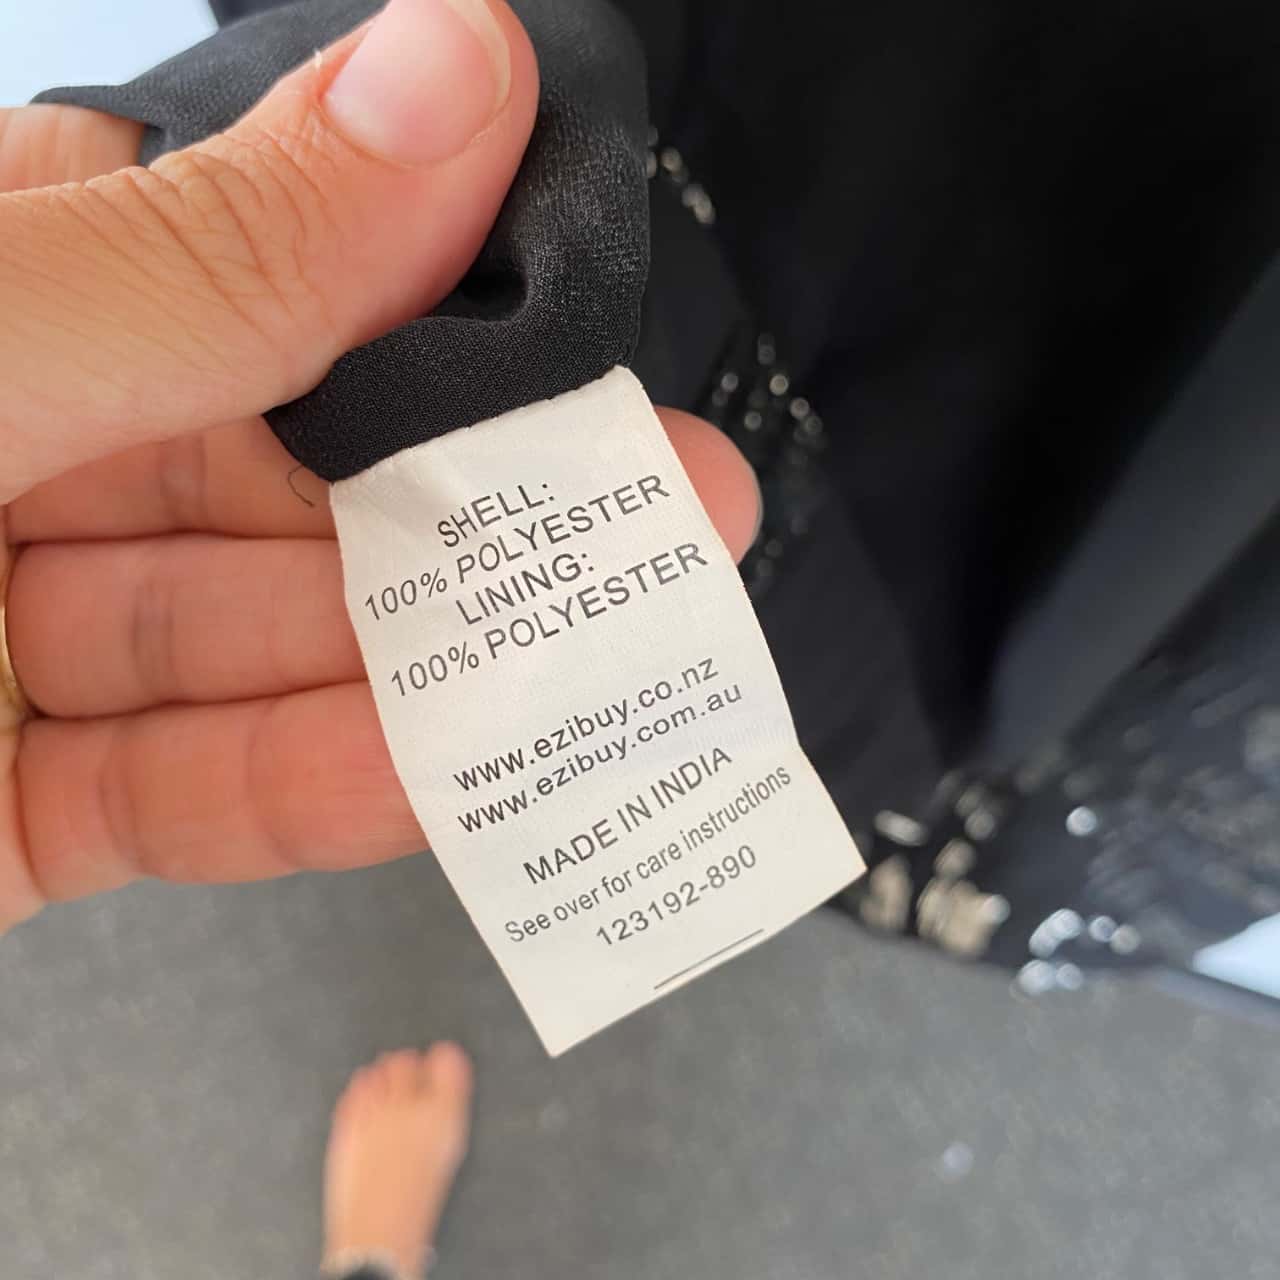 SHELL:
100% POLYESTER
LINING:
100% POLYESTER
www.ezibuy.co.nz
www.ezibuy.com.au
MADE IN INDIA
See over for care instructions
123192-890